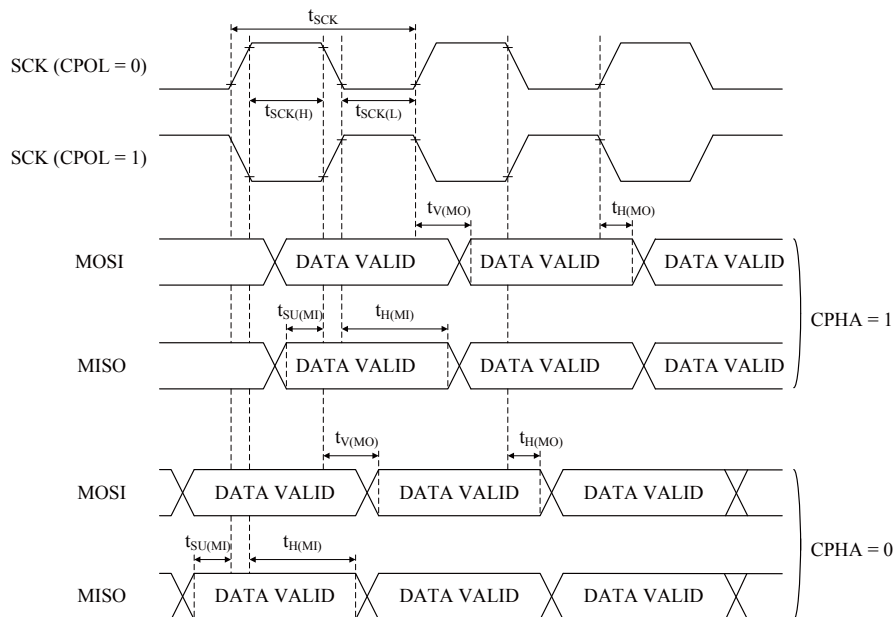 tSCK
SCK (CPOL = 0)
tSCK(H) tSCK(L)
SCK (CPOL = 1)
tV(MO) tH(MO)
MOSI DATA VALID DATA VALID DATA VALID
tSU(MI) tH(MI)
CPHA = 1
MISO DATA VALID DATA VALID DATA VALID
tV(MO) tH(MO)
MOSI DATA VALID DATA VALID DATA VALID
tSU(MI) tH(MI)
CPHA = 0
MISO DATA VALID DATA VALID DATA VALID